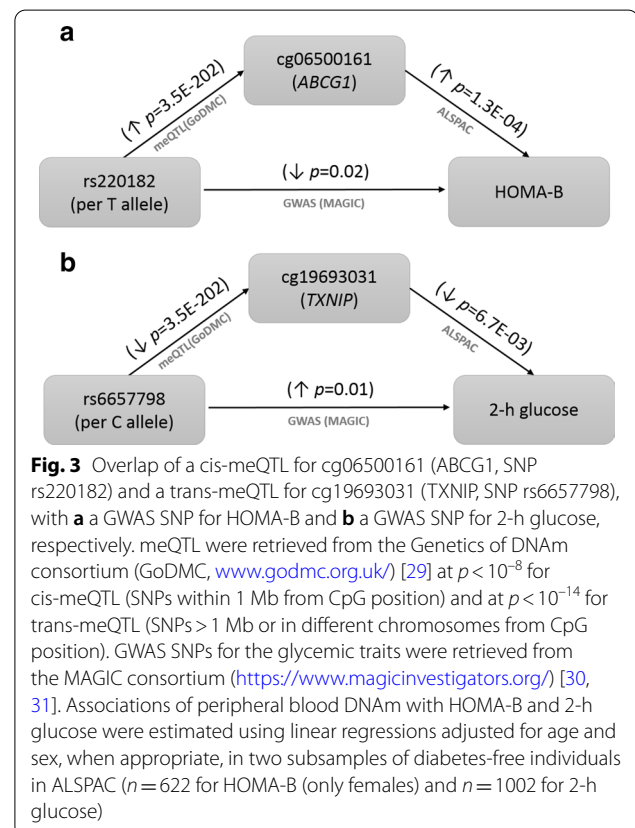 a
cg06500161
(ABCG1)
(↑ p=3.5E-202)
meQTL(GoDMC)
(↑ p=1.3E-04)
ALSPAC
rs220182
(per T allele)
(↓ p=0.02)
GWAS (MAGIC)
HOMA-B
b
cg19693031
(TXNIP)
(↓ p=3.5E-202)
meQTL(GoDMC)
(↓ p=6.7E-03)
ALSPAC
rs6657798
(per C allele)
(↑ p=0.01)
GWAS (MAGIC)
2-h glucose
Fig. 3 Overlap of a cis-meQTL for cg06500161 (ABCG1, SNP
rs220182) and a trans-meQTL for cg19693031 (TXNIP, SNP rs6657798),
with a a GWAS SNP for HOMA-B and b a GWAS SNP for 2-h glucose,
respectively. meQTL were retrieved from the Genetics of DNAm
consortium (GoDMC, www.godmc.org.uk/) [29] at p < 10⁻⁸ for
cis-meQTL (SNPs within 1 Mb from CpG position) and at p < 10⁻¹⁴ for
trans-meQTL (SNPs > 1 Mb or in different chromosomes from CpG
position). GWAS SNPs for the glycemic traits were retrieved from
the MAGIC consortium (https://www.magicinvestigators.org/) [30,
31]. Associations of peripheral blood DNAm with HOMA-B and 2-h
glucose were estimated using linear regressions adjusted for age and
sex, when appropriate, in two subsamples of diabetes-free individuals
in ALSPAC (n = 622 for HOMA-B (only females) and n = 1002 for 2-h
glucose)